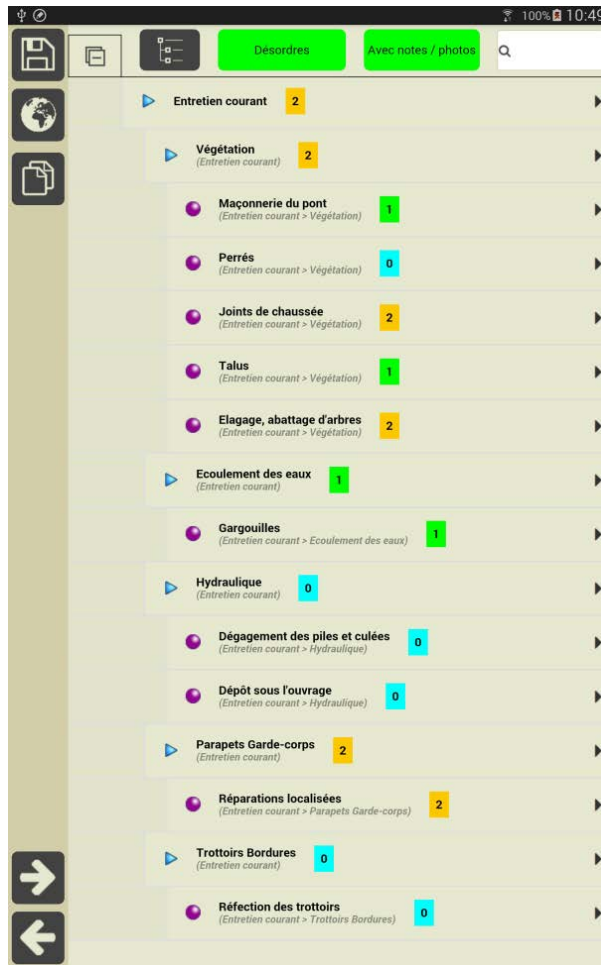 100% 10:49
Désordres
Avec notes / photos
Entretien courant 2
Végétation 2
(Entretien courant)
Maçonnerie du pont 1
(Entretien courant > Végétation)
Perrés 0
(Entretien courant > Végétation)
Joints de chaussée 2
(Entretien courant > Végétation)
Talus 1
(Entretien courant > Végétation)
Elagage, abattage d'arbres 2
(Entretien courant > Végétation)
Ecoulement des eaux 1
(Entretien courant)
Gargouilles 1
(Entretien courant > Ecoulement des eaux)
Hydraulique 0
(Entretien courant)
Dégagement des piles et culées 0
(Entretien courant > Hydraulique)
Dépôt sous l'ouvrage 0
(Entretien courant > Hydraulique)
Parapets Garde-corps 2
(Entretien courant)
Réparations localisées 2
(Entretien courant > Parapets Garde-corps)
Trottoirs Bordures 0
(Entretien courant)
Réfection des trottoirs 0
(Entretien courant > Trottoirs Bordures)